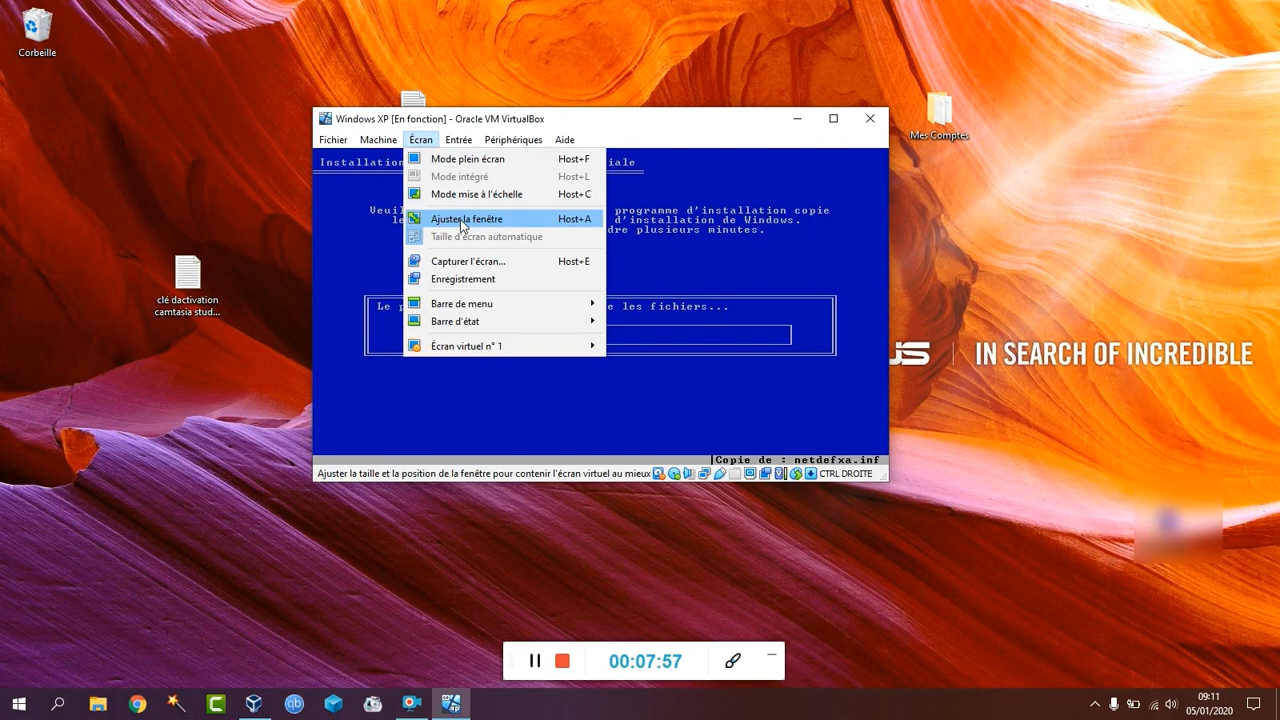 Corbeille
Mes Comptes
clé dactivation
camtasia stud...
Windows XP [En fonction] - Oracle VM VirtualBox
Fichier Machine Écran Entrée Périphériques Aide
Installation
iale
Mode plein écran Host+F
Mode intégré Host+L
Mode mise à l'échelle Host+C
Ajuster la fenêtre Host+A
Taille d'écran automatique
Capturer l'écran... Host+E
Enregistrement
Barre de menu
Barre d'état
Écran virtuel n° 1
Veui
programme d'installation copie
le
d'installation de Windows.
dre plusieurs minutes.
Le p
e les fichiers...
Copie de : netdefxa.inf
Ajuster la taille et la position de la fenêtre pour contenir l'écran virtuel au mieux
CTRL DROITE
US IN SEARCH OF INCREDIBLE
00:07:57
09:11
05/01/2020